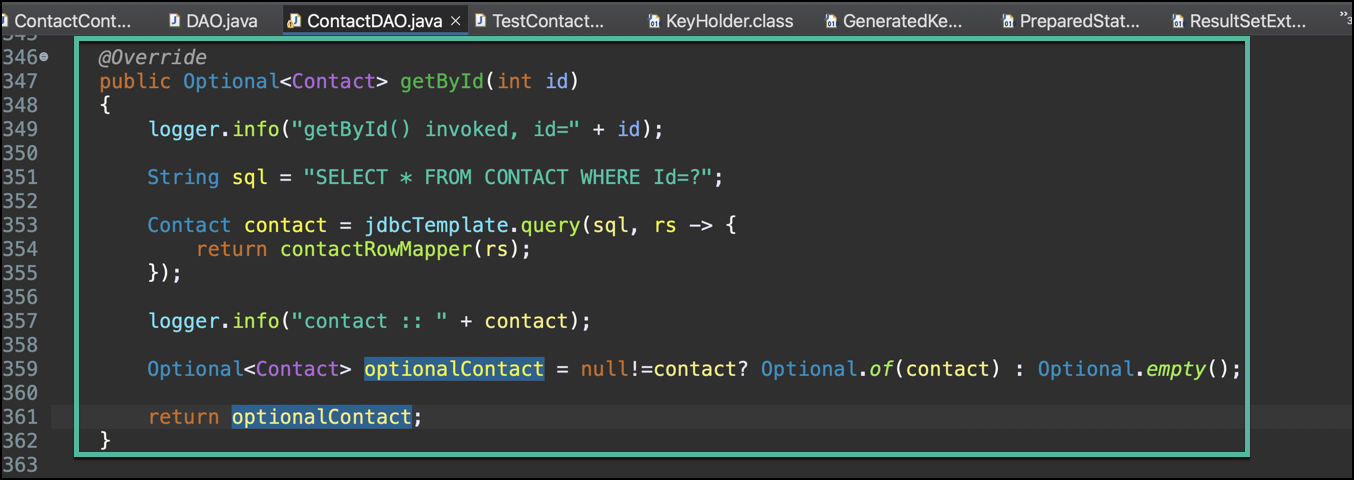 ContactCont... DAO.java ContactDAO.java × TestContact... KeyHolder.class GeneratedKe... PreparedStat... ResultSetExt... »3
345
346 @Override
347 public Optional<Contact> getById(int id)
348 {
349 logger.info("getById() invoked, id=" + id);
350
351 String sql = "SELECT * FROM CONTACT WHERE Id=?";
352
353 Contact contact = jdbcTemplate.query(sql, rs -> {
354 return contactRowMapper(rs);
355 });
356
357 logger.info("contact :: " + contact);
358
359 Optional<Contact> optionalContact = null!=contact? Optional.of(contact) : Optional.empty();
360
361 return optionalContact;
362 }
363